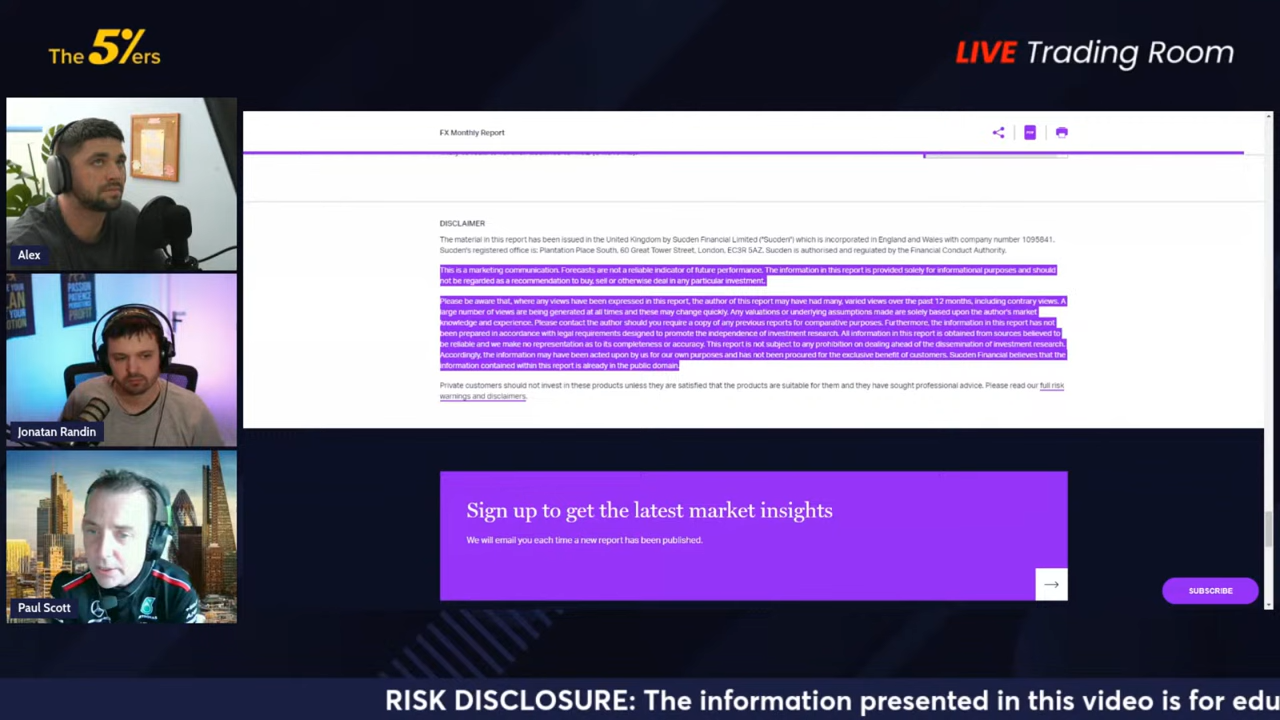 The 5%ers
LIVE Trading Room
FX Monthly Report
DISCLAIMER
The material in this report has been issued in the United Kingdom by Sucden Financial Limited ("Sucden") which is incorporated in England and Wales with company number 1095841.
Sucden's registered office is: Plantation Place South, 60 Great Tower Street, London, EC3R 5AZ. Sucden is authorised and regulated by the Financial Conduct Authority.
This is a marketing communication. Forecasts are not a reliable indicator of future performance. The information in this report is provided solely for informational purposes and should
not be regarded as a recommendation to buy, sell or otherwise deal in any particular investment.
Please be aware that, where any views have been expressed in this report, the author of this report may have had many, varied views over the past 12 months, including contrary views. A
large number of views are being generated at all times and these may change quickly. Any valuations or underlying assumptions made are solely based upon the author's market
knowledge and experience. Please contact the author should you require a copy of any previous reports for comparative purposes. Furthermore, the information in this report has not
been prepared in accordance with legal requirements designed to promote the independence of investment research. All information in this report is obtained from sources believed to
be reliable and we make no representation as to its completeness or accuracy. This report is not subject to any prohibition on dealing ahead of the dissemination of investment research.
Accordingly, the information may have been acted upon by us for our own purposes and has not been procured for the exclusive benefit of customers. Sucden Financial believes that the
information contained within this report is already in the public domain.
Private customers should not invest in these products unless they are satisfied that the products are suitable for them and they have sought professional advice. Please read our full risk
warnings and disclaimers.
Sign up to get the latest market insights
We will email you each time a new report has been published.
SUBSCRIBE
Jonatan Randin
Paul Scott
RISK DISCLOSURE: The information presented in this video is for edu